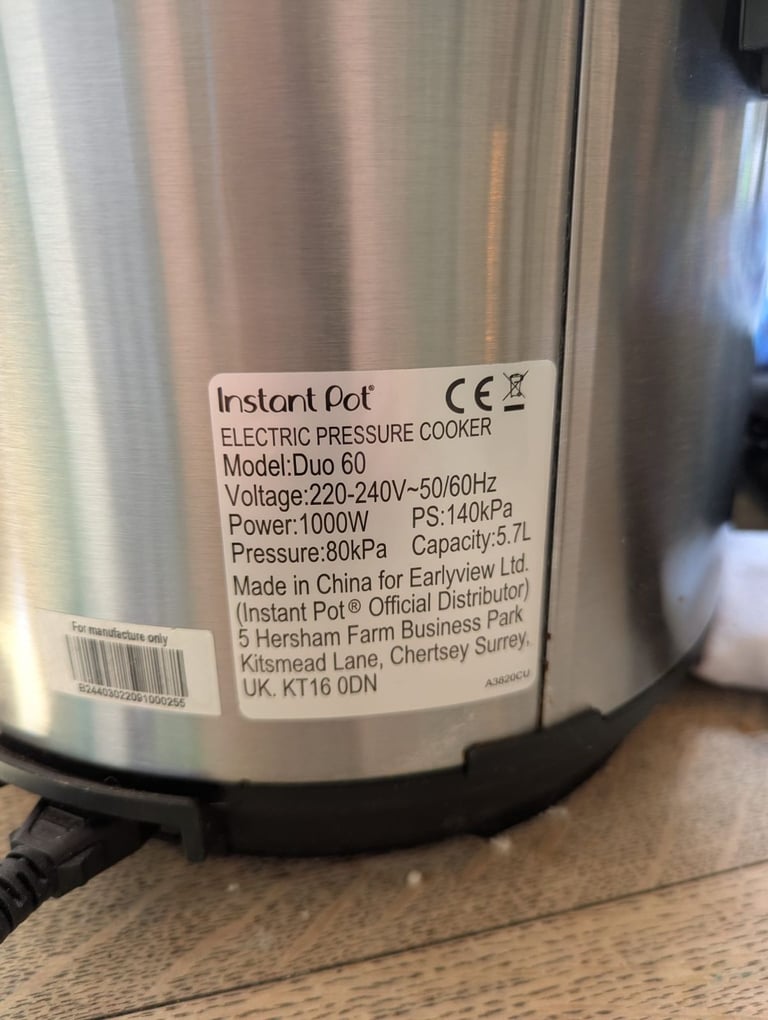 Instant Pot®
CE
ELECTRIC PRESSURE COOKER
Model:Duo 60
Voltage:220-240V~50/60Hz
Power:1000W PS:140kPa
Pressure:80kPa Capacity:5.7L
Made in China for Earlyview Ltd.
(Instant Pot® Official Distributor)
5 Hersham Farm Business Park
Kitsmead Lane, Chertsey Surrey,
UK. KT16 0DN
A3820CU
For manufacture only
B24403022091000255